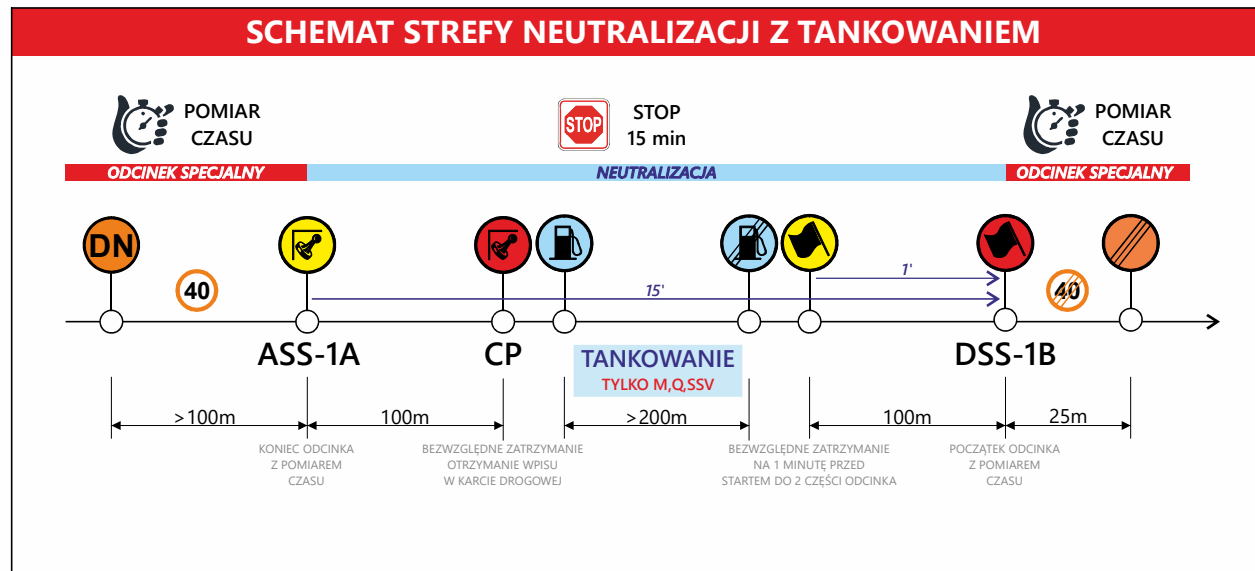 SCHEMAT STREFY NEUTRALIZACJI Z TANKOWANIEM
POMIAR
CZASU
STOP
STOP
15 min
POMIAR
CZASU
ODCINEK SPECJALNY
NEUTRALIZACJA
ODCINEK SPECJALNY
DN
40
15'
1'
40
ASS-1A
CP
TANKOWANIE
TYLKO M,Q,SSV
DSS-1B
>100m
100m
>200m
100m
25m
KONIEC ODCINKA
Z POMIAREM
CZASU
BEZWZGLĘDNE ZATRZYMANIE
OTRZYMANIE WPISU
W KARCIE DROGOWEJ
BEZWZGLĘDNE ZATRZYMANIE
NA 1 MINUTĘ PRZED
STARTEM DO 2 CZĘŚCI ODCINKA
POCZĄTEK ODCINKA
Z POMIAREM
CZASU